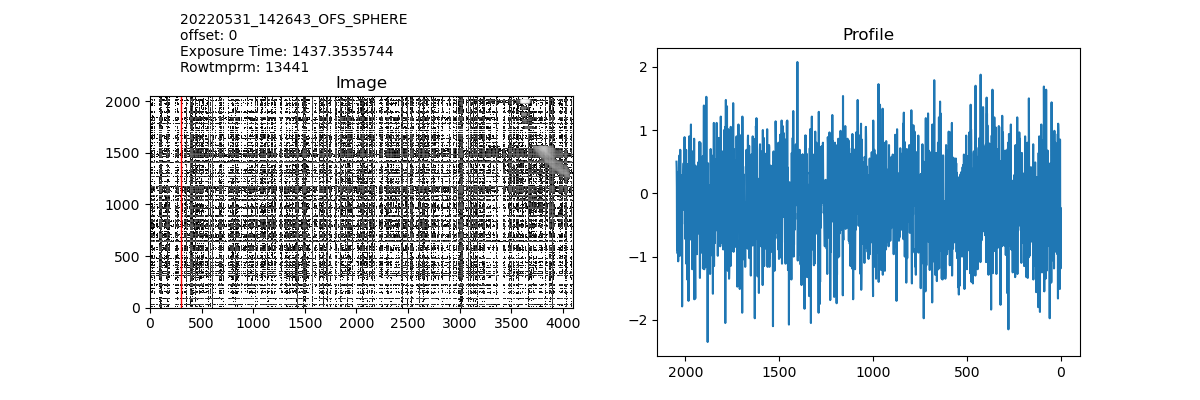 20220531_142643_OFS_SPHERE
offset: 0
Exposure Time: 1437.3535744
Rowtmprm: 13441
Image
2000
1500
1000
500
0
0 500 1000 1500 2000 2500 3000 3500 4000
Profile
2
1
0
−1
−2
2000 1500 1000 500 0